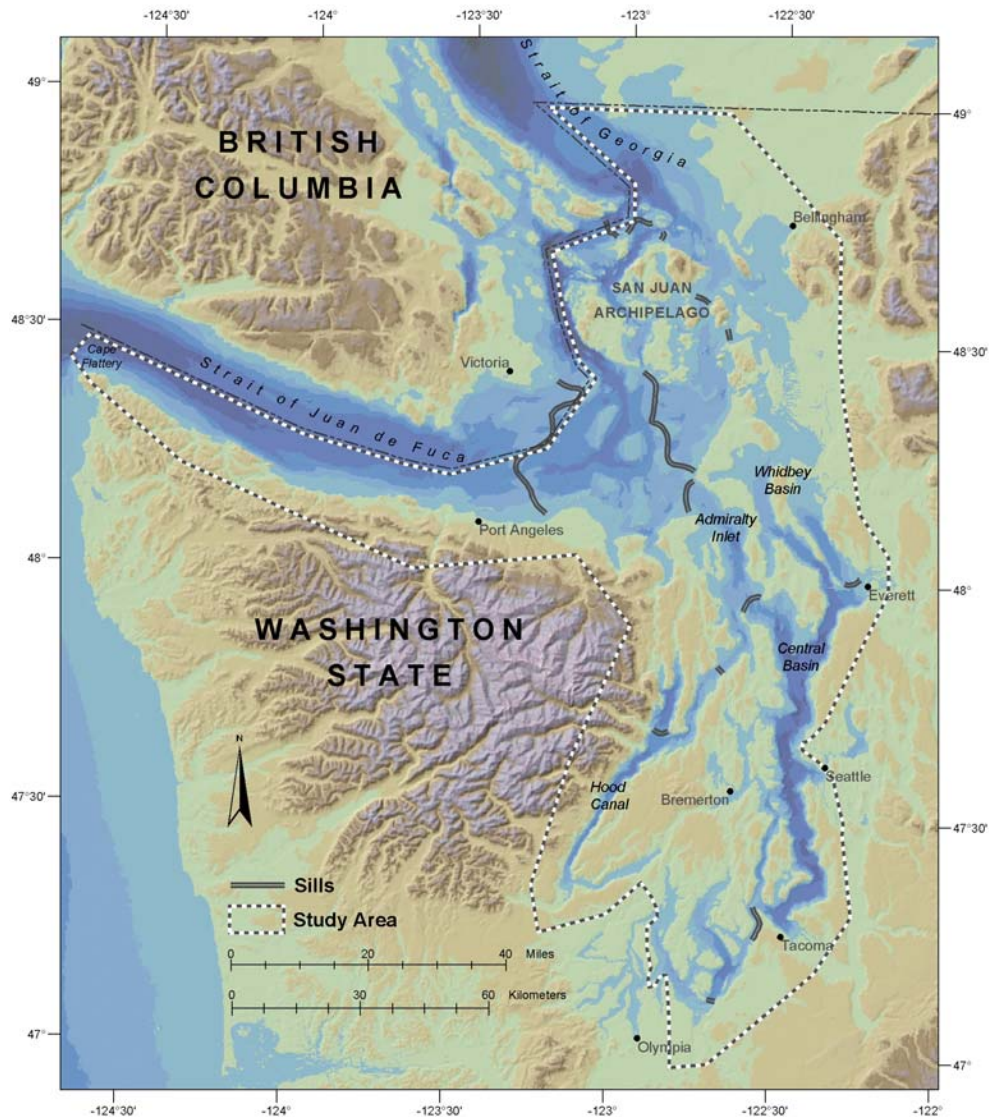 -124°30'
-124°
-123°30'
-123°
-122°30'
49°
49°
Strait of Georgia
BRITISH
COLUMBIA
Bellingham
SAN JUAN
ARCHIPELAGO
48°30'
48°30'
Cape
Flattery
Victoria
Strait of Juan de Fuca
Whidbey
Basin
Port Angeles
Admiralty
Inlet
48°
48°
Everett
WASHINGTON
STATE
Central
Basin
N
Seattle
Hood
Canal
Bremerton
47°30'
47°30'
Sills
Study Area
0 20 40 Miles
0 30 60 Kilometers
Tacoma
Olympia
47°
47°
-124°30'
-124°
-123°30'
-123°
-122°30'
-122°